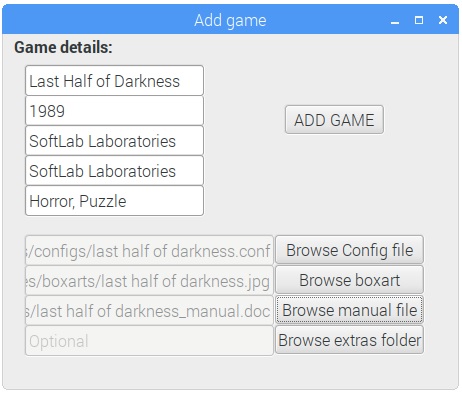 Add game
Game details:
Last Half of Darkness
1989
ADD GAME
SoftLab Laboratories
SoftLab Laboratories
Horror, Puzzle
s/configs/last half of darkness.conf Browse Config file
es/boxarts/last half of darkness.jpg Browse boxart
s/last half of darkness_manual.doc Browse manual file
Optional Browse extras folder